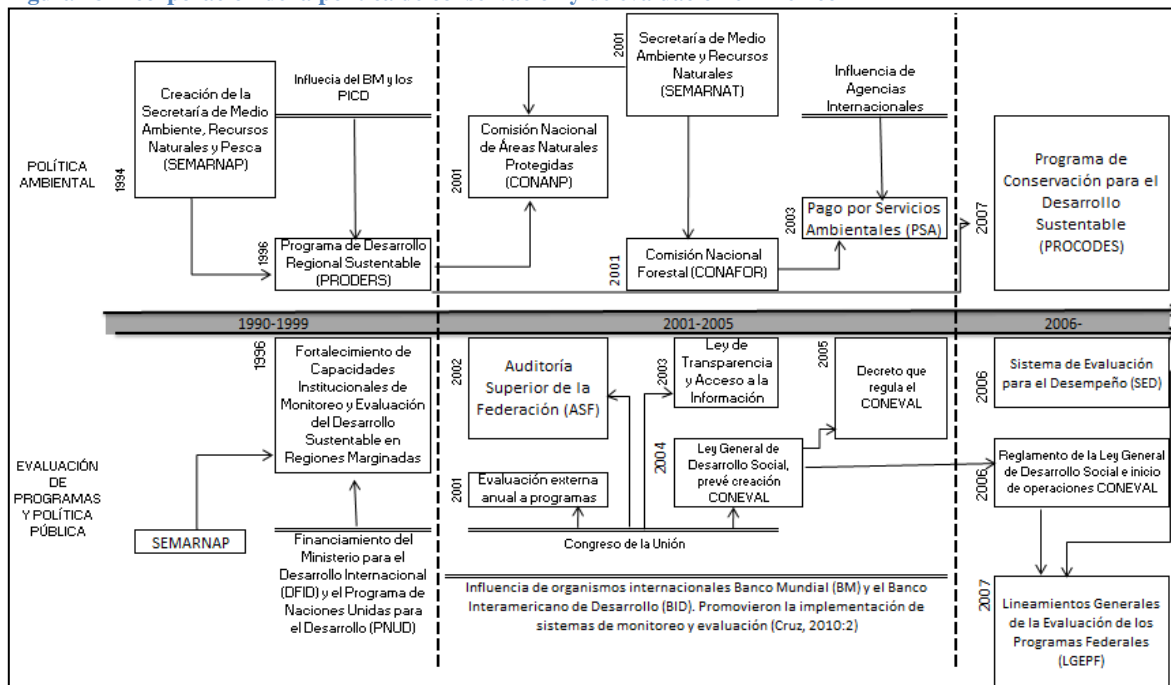 POLÍTICA
AMBIENTAL
1994
Creación de la
Secretaría de Medio
Ambiente, Recursos
Naturales y Pesca
(SEMARNAP)
Influecia del BM y los
PICD
1996
Programa de Desarrollo
Regional Sustentable
(PRODERS)
2001
Comisión Nacional
de Áreas Naturales
Protegidas
(CONANP)
2001
Secretaría de Medio
Ambiente y Recursos
Naturales
(SEMARNAT)
2001
Comisión Nacional
Forestal (CONAFOR)
Influencia de
Agencias
Internacionales
2003
Pago por Servicios
Ambientales (PSA)
2007
Programa de
Conservación para el
Desarrollo
Sustentable
(PROCODES)
1990-1999
2001-2005
2006-
EVALUACIÓN
DE
PROGRAMAS
Y POLÍTICA
PÚBLICA
1996
Fortalecimiento de
Capacidades
Institucionales de
Monitoreo y Evaluación
del Desarrollo
Sustentable en
Regiones Marginadas
SEMARNAP
Financiamiento del
Ministerio para el
Desarrollo Internacional
(DFID) y el Programa de
Naciones Unidas para
el Desarrollo (PNUD)
2002
Auditoría
Superior de la
Federación (ASF)
2001
Evaluación externa
anual a programas
2003
Ley de
Transparencia
y Acceso a la
Información
2004
Ley General de
Desarrollo Social,
prevé creación
CONEVAL
2005
Decreto que
regula el
CONEVAL
Congreso de la Unión
Influencia de organismos internacionales Banco Mundial (BM) y el Banco
Interamericano de Desarrollo (BID). Promovieron la implementación de
sistemas de monitoreo y evaluación (Cruz, 2010:2)
2006
Sistema de Evaluación
para el Desempeño (SED)
2006
Reglamento de la Ley General
de Desarrollo Social e inicio
de operaciones CONEVAL
2007
Lineamientos Generales
de la Evaluación de los
Programas Federales
(LGEPF)